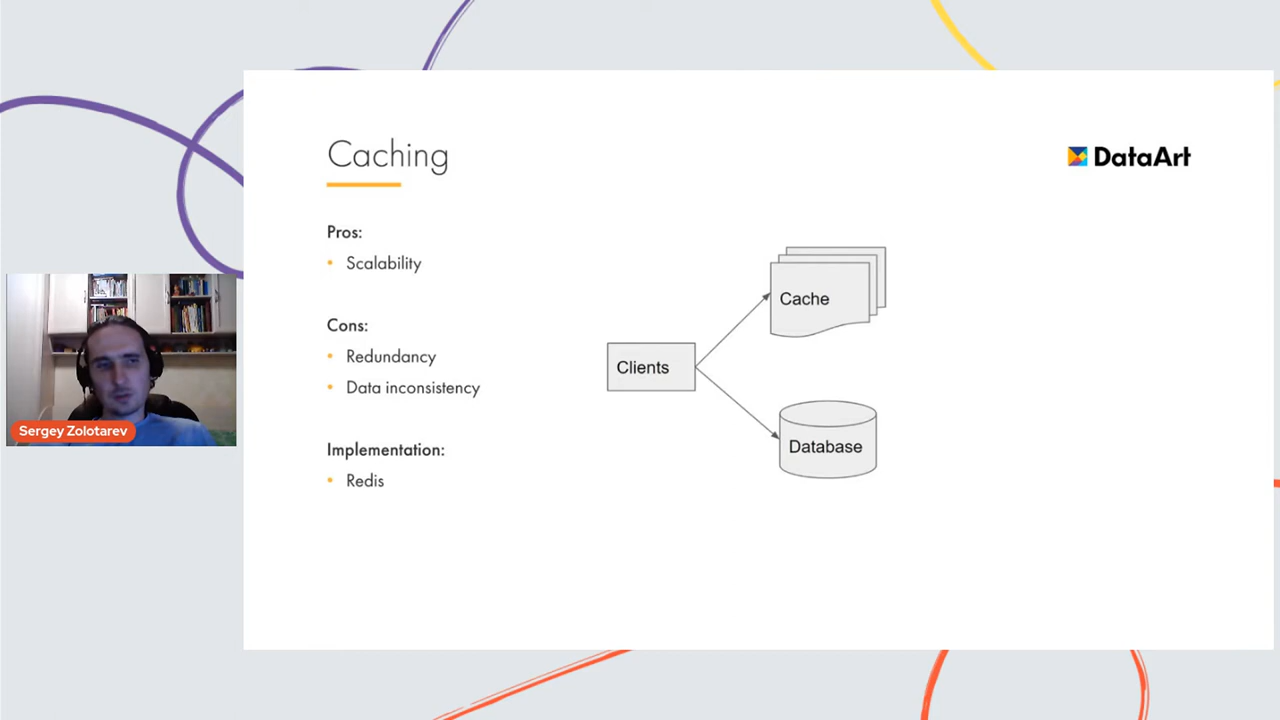 Caching
DataArt
Pros:
• Scalability
Cons:
• Redundancy
• Data inconsistency
Implementation:
• Redis
Cache
Clients
Database
Sergey Zolotarev